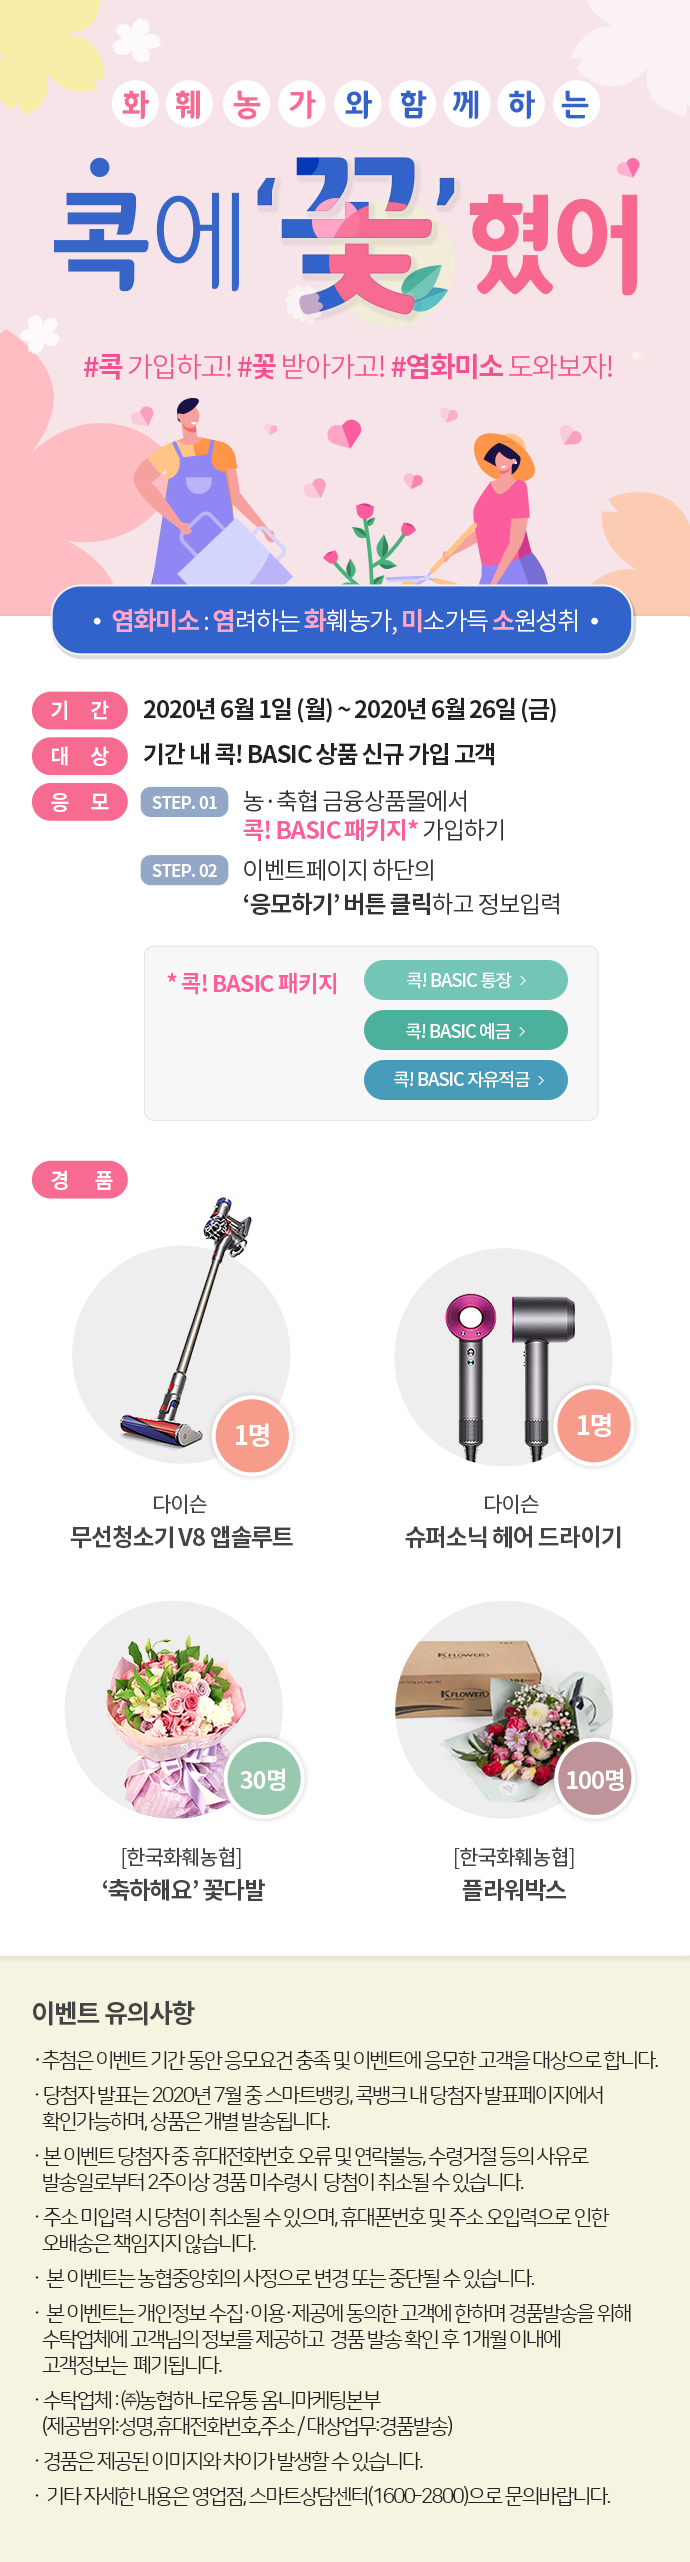 화훼농가와함께하는
콕에 ‘꽃’ 혔어
#콕 가입하고! #꽃 받아가고! #염화미소 도와보자!
• 염화미소 : 염려하는 화훼농가, 미소가득 소원성취 •
기 간 2020년 6월 1일 (월) ~ 2020년 6월 26일 (금)
대 상 기간 내 콕! BASIC 상품 신규 가입 고객
응 모 STEP. 01 농·축협 금융상품몰에서
콕! BASIC 패키지* 가입하기
STEP. 02 이벤트페이지 하단의
‘응모하기’ 버튼 클릭하고 정보입력
* 콕! BASIC 패키지
콕! BASIC 통장 >
콕! BASIC 예금 >
콕! BASIC 자유적금 >
경 품
1명
1명
다이슨
무선청소기 V8 앱솔루트
다이슨
슈퍼소닉 헤어 드라이기
KFLOWER
KFLOWER
30명
100명
[한국화훼농협]
‘축하해요’ 꽃다발
[한국화훼농협]
플라워박스
이벤트 유의사항
· 추첨은 이벤트 기간 동안 응모요건 충족 및 이벤트에 응모한 고객을 대상으로 합니다.
· 당첨자 발표는 2020년 7월 중 스마트뱅킹, 콕뱅크 내 당첨자 발표페이지에서
확인가능하며, 상품은 개별 발송됩니다.
· 본 이벤트 당첨자 중 휴대전화번호 오류 및 연락불능, 수령거절 등의 사유로
발송일로부터 2주이상 경품 미수령시 당첨이 취소될 수 있습니다.
· 주소 미입력 시 당첨이 취소될 수 있으며, 휴대폰번호 및 주소 오입력으로 인한
오배송은 책임지지 않습니다.
· 본 이벤트는 농협중앙회의 사정으로 변경 또는 중단될 수 있습니다.
· 본 이벤트는 개인정보 수집·이용·제공에 동의한 고객에 한하며 경품발송을 위해
수탁업체에 고객님의 정보를 제공하고 경품 발송 확인 후 1개월 이내에
고객정보는 폐기됩니다.
· 수탁업체 : ㈜농협하나로유통 옴니마케팅본부
(제공범위:성명,휴대전화번호,주소 / 대상업무:경품발송)
· 경품은 제공된 이미지와 차이가 발생할 수 있습니다.
· 기타 자세한 내용은 영업점, 스마트상담센터(1600-2800)으로 문의바랍니다.